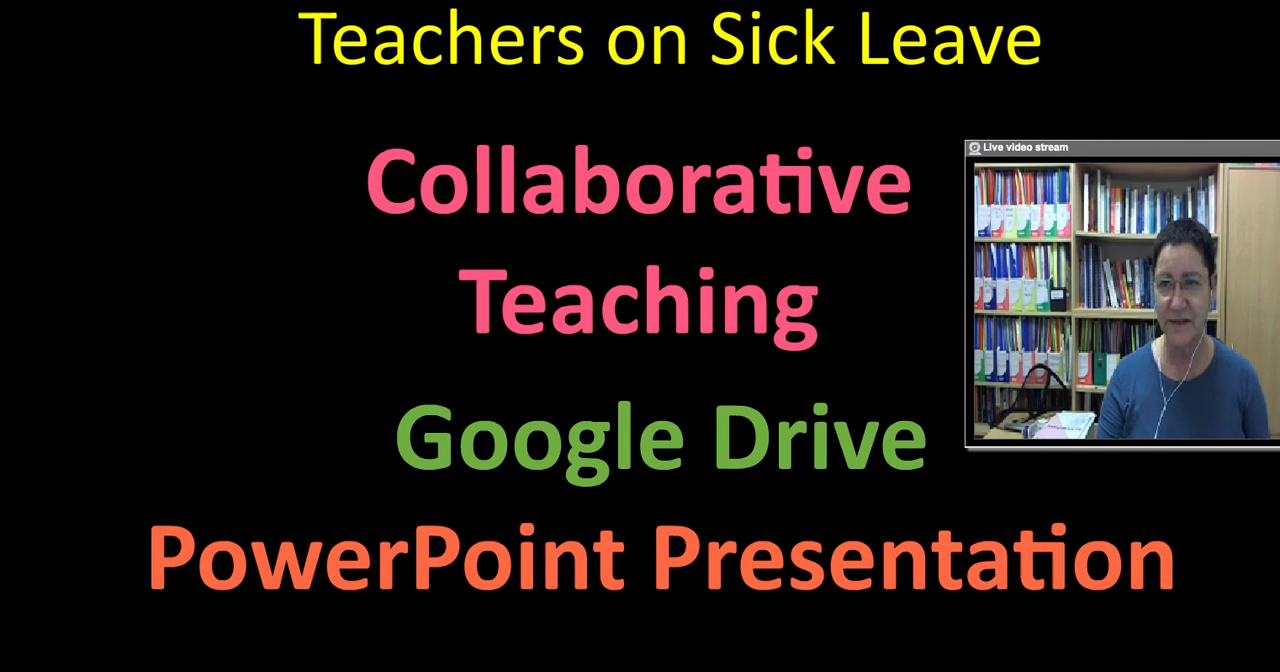 Teachers on Sick Leave
Collaborative
Teaching
Live video stream
Google Drive
PowerPoint Presentation